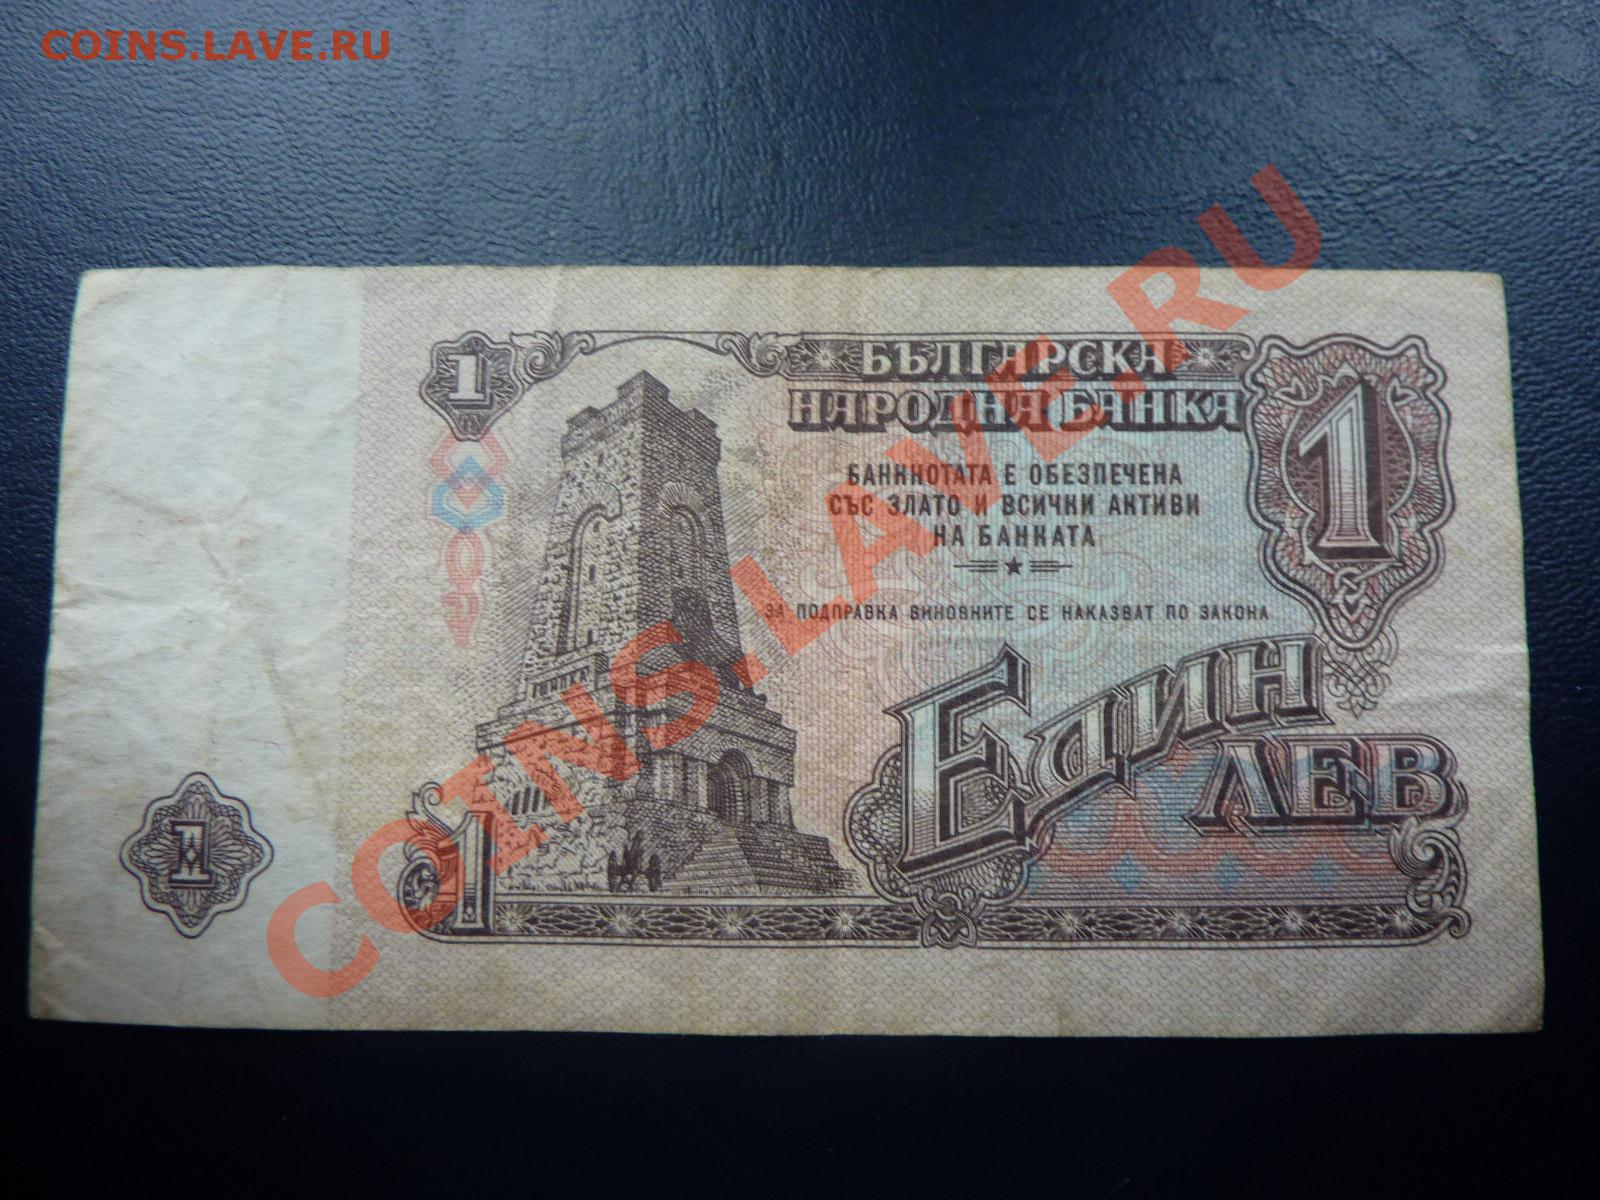 COINS.LAVE.RU
1
БЪЛГАРСКА
НАРОДНА БАНКА
1
БАНКНОТАТА Е ОБЕЗПЕЧЕНА
СЪС ЗЛАТО И ВСИЧКИ АКТИВИ
НА БАНКАТА
ЗА ПОДПРАВКА ВИНОВНИТЕ СЕ НАКАЗВАТ ПО ЗАКОНА
ЕДИН
ЛЕВ
1
1
COINS.LAVE.RU